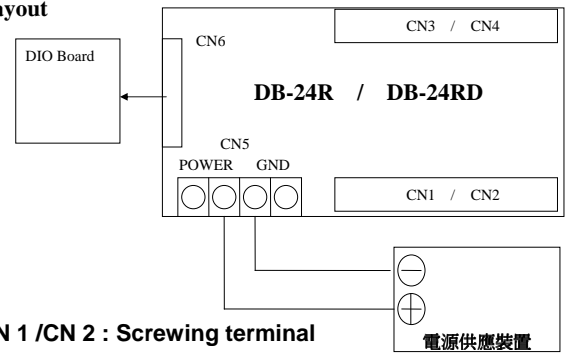 ayout
CN3 / CN4
CN6
DIO Board
DB-24R / DB-24RD
CN5
POWER GND
CN1 / CN2
N 1 /CN 2 : Screwing terminal
電源供應裝置